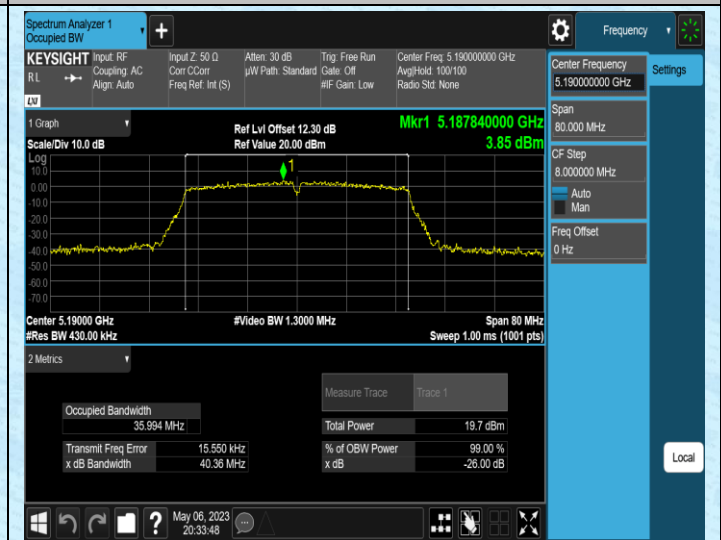 Spectrum Analyzer 1
Occupied BW
Frequency
KEYSIGHT
RL
LXI
Input: RF
Coupling: AC
Align: Auto
Input Z: 50 Ω
Corr CCorr
Freq Ref: Int (S)
Atten: 30 dB
µW Path: Standard
Trig: Free Run
Gate: Off
#IF Gain: Low
Center Freq: 5.190000000 GHz
Avg|Hold: 100/100
Radio Std: None
Center Frequency
5.190000000 GHz
Settings
Span
80.000 MHz
CF Step
8.000000 MHz
Auto
Man
Freq Offset
0 Hz
1 Graph
Scale/Div 10.0 dB
Ref Lvl Offset 12.30 dB
Ref Value 20.00 dBm
Mkr1 5.187840000 GHz
3.85 dBm
Log
10.0
0.00
-10.0
-20.0
-30.0
-40.0
-50.0
-60.0
-70.0
1
Center 5.19000 GHz
#Res BW 430.00 kHz
#Video BW 1.3000 MHz
Span 80 MHz
Sweep 1.00 ms (1001 pts)
2 Metrics
Measure Trace
Trace 1
Occupied Bandwidth
35.994 MHz
Total Power
19.7 dBm
Transmit Freq Error
15.550 kHz
% of OBW Power
99.00 %
x dB Bandwidth
40.36 MHz
x dB
-26.00 dB
Local
?
May 06, 2023
20:33:48